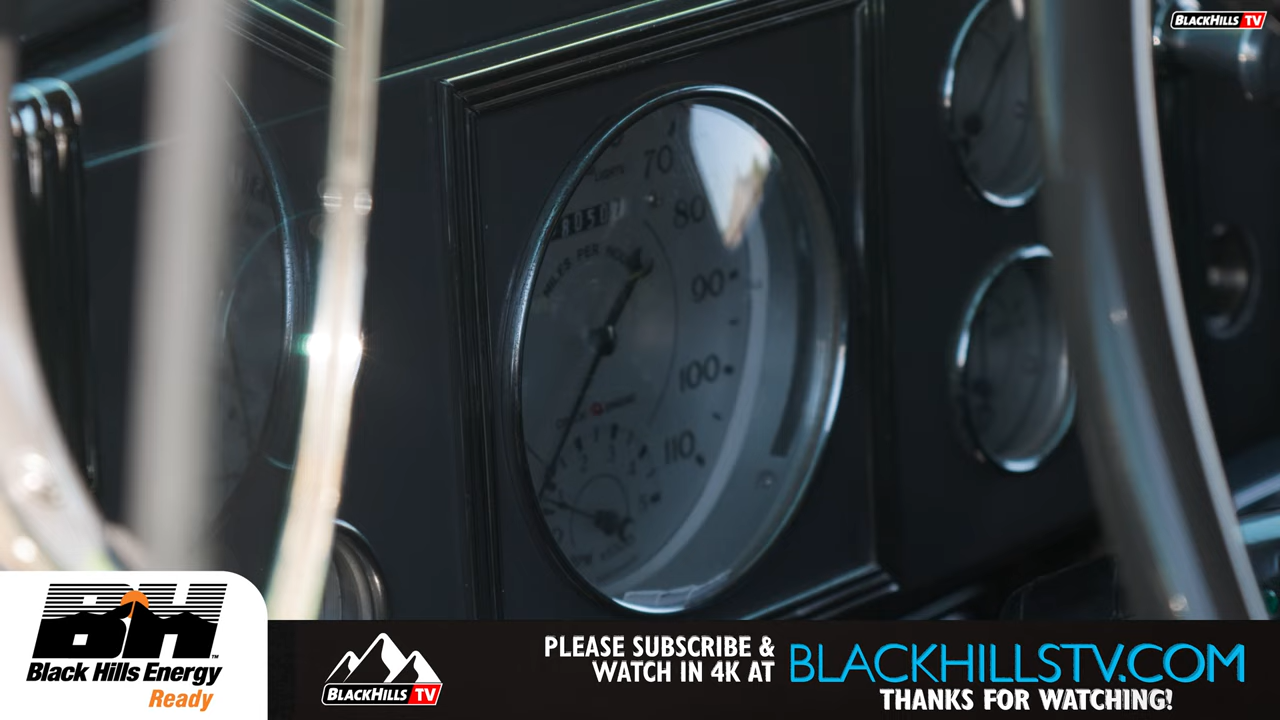 BLACKHILLS TV
70
80
MILES PER HOUR
90
100
110
BH
Black Hills Energy
Ready
BLACKHILLS TV
PLEASE SUBSCRIBE &
WATCH IN 4K AT
BLACKHILLSTV.COM
THANKS FOR WATCHING!